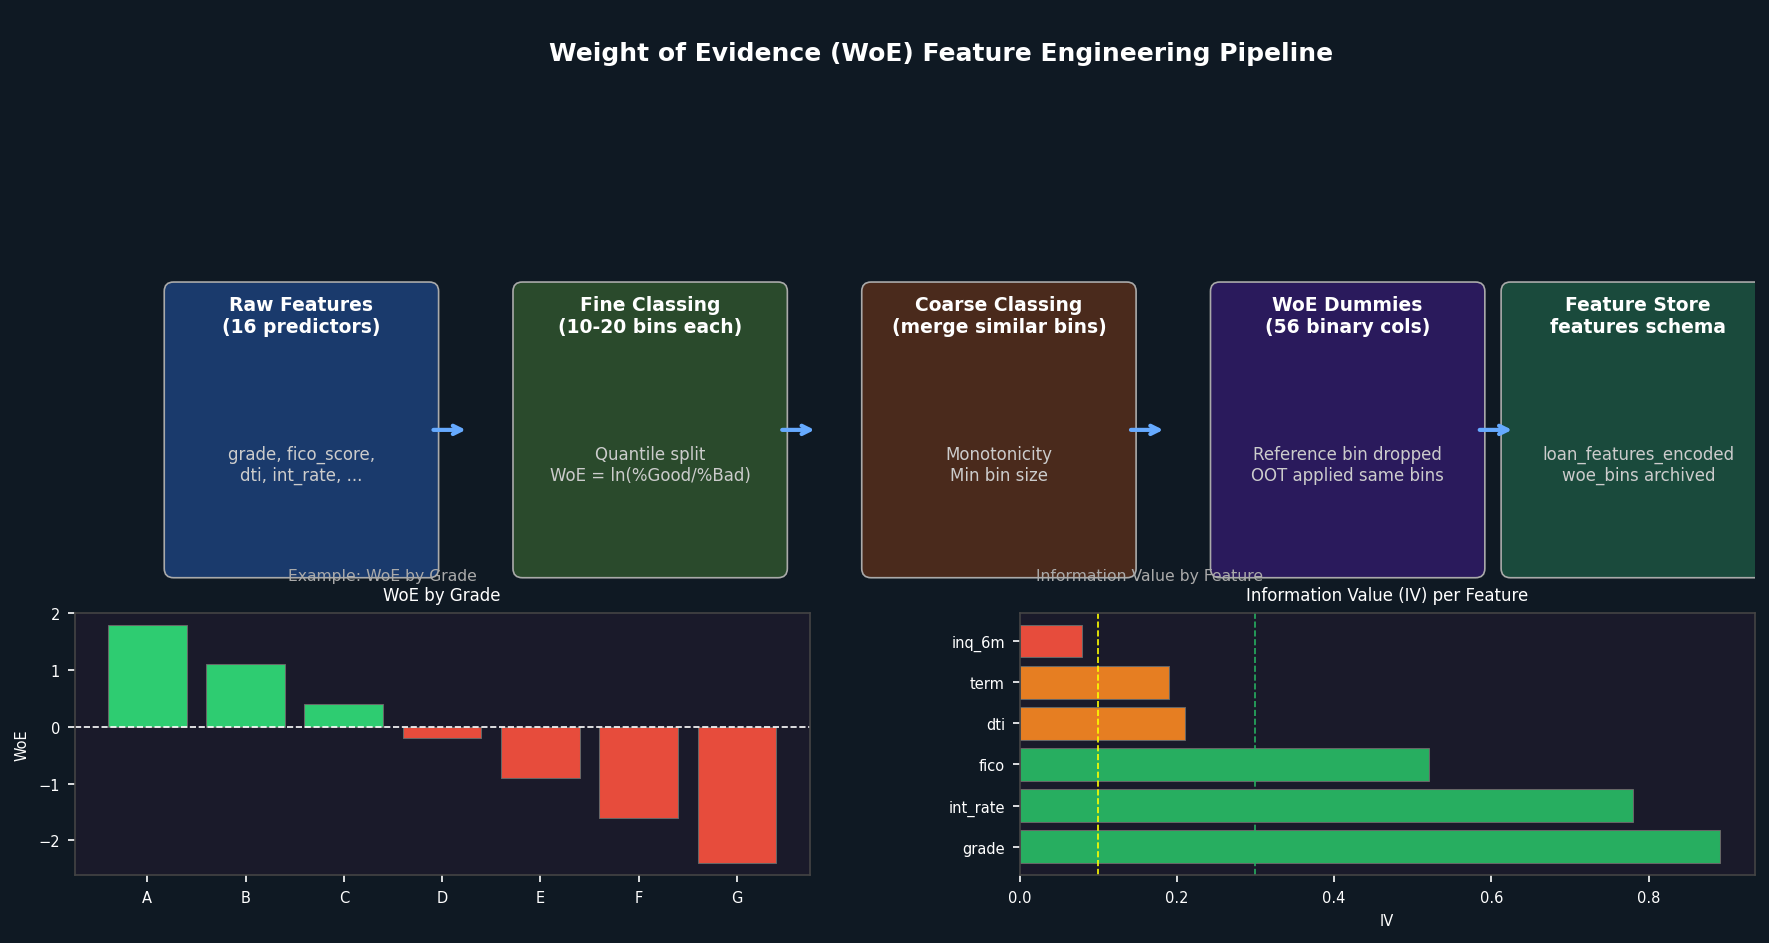 Weight of Evidence (WoE) Feature Engineering Pipeline
Raw Features
(16 predictors)
grade, fico_score,
dti, int_rate, ...
Fine Classing
(10-20 bins each)
Quantile split
WoE = ln(%Good/%Bad)
Coarse Classing
(merge similar bins)
Monotonicity
Min bin size
WoE Dummies
(56 binary cols)
Reference bin dropped
OOT applied same bins
Feature Store
features schema
loan_features_encoded
woe_bins archived
Example: WoE by Grade
WoE by Grade
WoE
2
1
0
−1
−2
A
B
C
D
E
F
G
Information Value by Feature
Information Value (IV) per Feature
inq_6m
term
dti
fico
int_rate
grade
0.0
0.2
0.4
0.6
0.8
IV